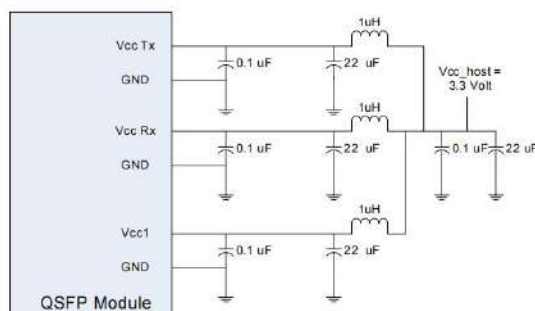 1uH
Vcc Tx
0.1 uF
22 uF
GND
Vcc_host =
3.3 Volt
1uH
Vcc Rx
0.1 uF
22 uF
0.1 uF
22 uF
GND
1uH
Vcc1
0.1 uF
22 uF
GND
QSFP Module